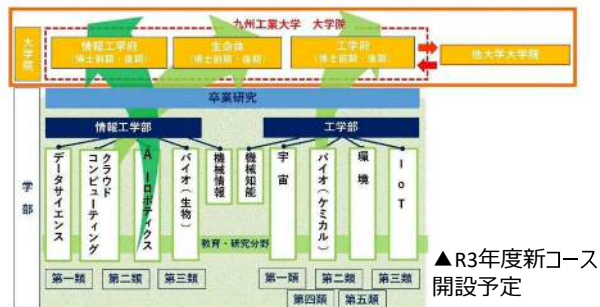 九州工業大学 大学院
大学院
情報工学府
(博士前期・後期)
生命体
(博士前期・後期)
工学府
(博士前期・後期)
他大学大学院
学部
卒業研究
情報工学部
工学部
データサイエンス
クラウド
コンピューティング
AIロボティクス
バイオ(生物)
機械情報
機械知能
宇宙
バイオ(ケミカル)
環境
IoT
教育・研究分野
第一類
第二類
第三類
第一類
第二類
第三類
第四類
第五類
▲R3年度新コース
開設予定